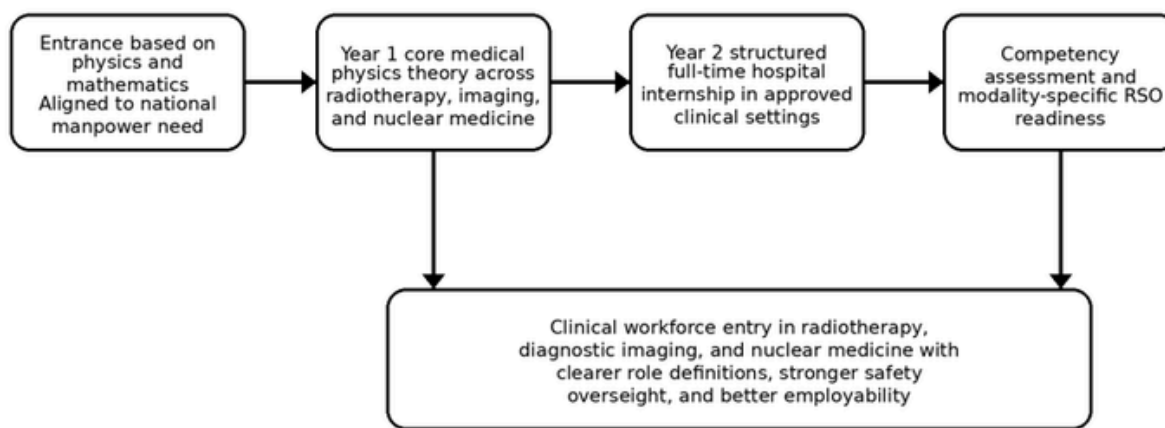 Entrance based on
physics and
mathematics
Aligned to national
manpower need
Year 1 core medical
physics theory across
radiotherapy, imaging,
and nuclear medicine
Year 2 structured
full-time hospital
internship in approved
clinical settings
Competency
assessment and
modality-specific RSO
readiness
Clinical workforce entry in radiotherapy,
diagnostic imaging, and nuclear medicine with
clearer role definitions, stronger safety
overseight, and better employability